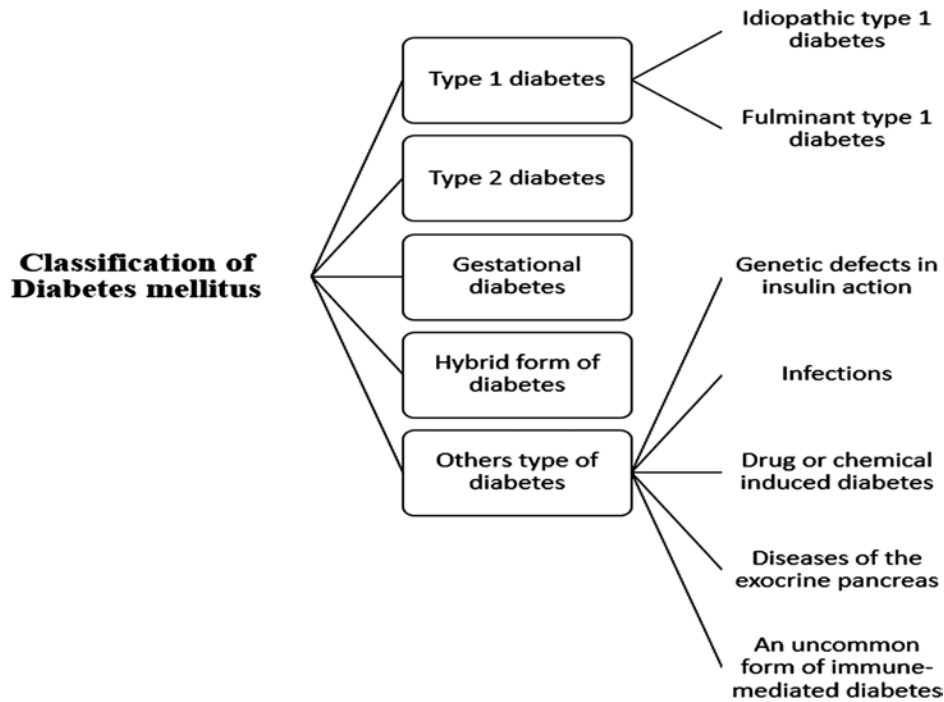 Classification of
Diabetes mellitus
Type 1 diabetes
Idiopathic type 1
diabetes
Fulminant type 1
diabetes
Type 2 diabetes
Gestational
diabetes
Hybrid form of
diabetes
Others type of
diabetes
Genetic defects in
insulin action
Infections
Drug or chemical
induced diabetes
Diseases of the
exocrine pancreas
An uncommon
form of immune-
mediated diabetes